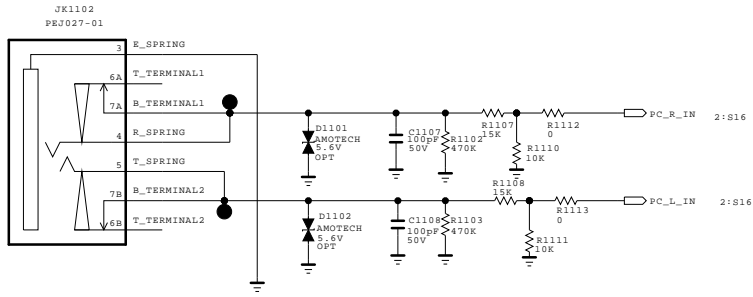 JK1102
PEJ027-01
3 E_SPRING
6A T_TERMINAL1
7A B_TERMINAL1
4 R_SPRING
5 T_SPRING
7B B_TERMINAL2
6B T_TERMINAL2
D1101
AMOTECH
5.6V
OPT
C1107
100pF
50V
R1102
470K
R1107
15K
R1110
10K
R1112
0
PC_R_IN 2:S16
D1102
AMOTECH
5.6V
OPT
C1108
100pF
50V
R1103
470K
R1108
15K
R1111
10K
R1113
0
PC_L_IN 2:S16